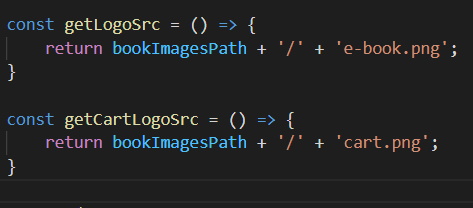 const getLogoSrc = () => {
    return bookImagesPath + '/' + 'e-book.png';
}
const getCartLogoSrc = () => {
    return bookImagesPath + '/' + 'cart.png';
}